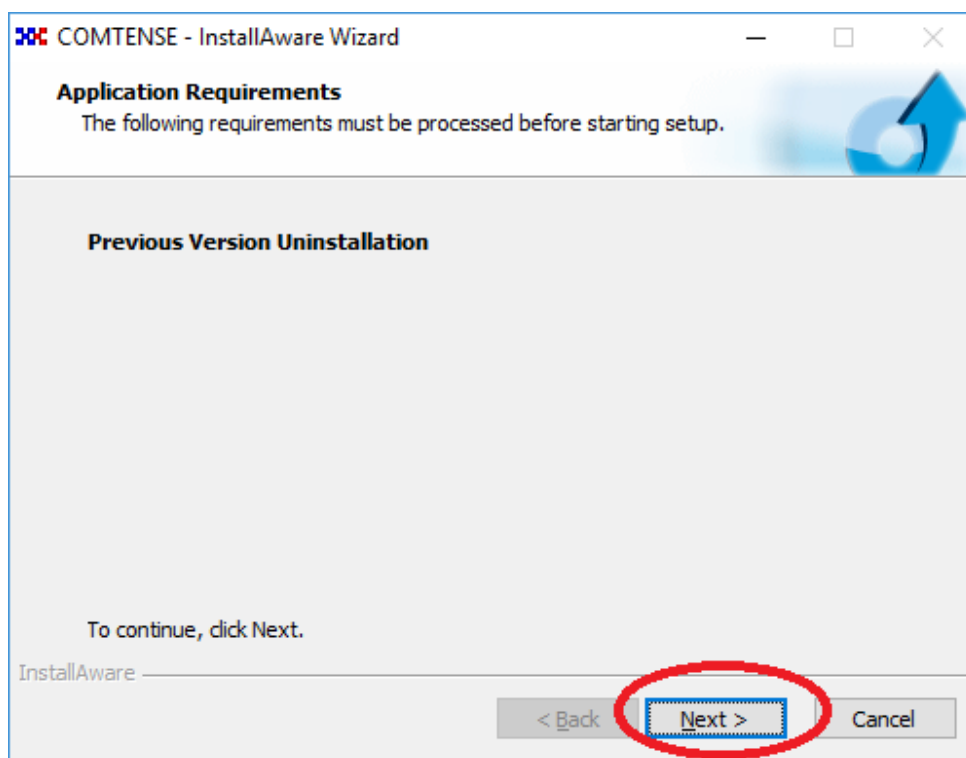 COMTENSE - InstallAware Wizard
Application Requirements
The following requirements must be processed before starting setup.
Previous Version Uninstallation
To continue, click Next.
InstallAware
< Back Next > Cancel